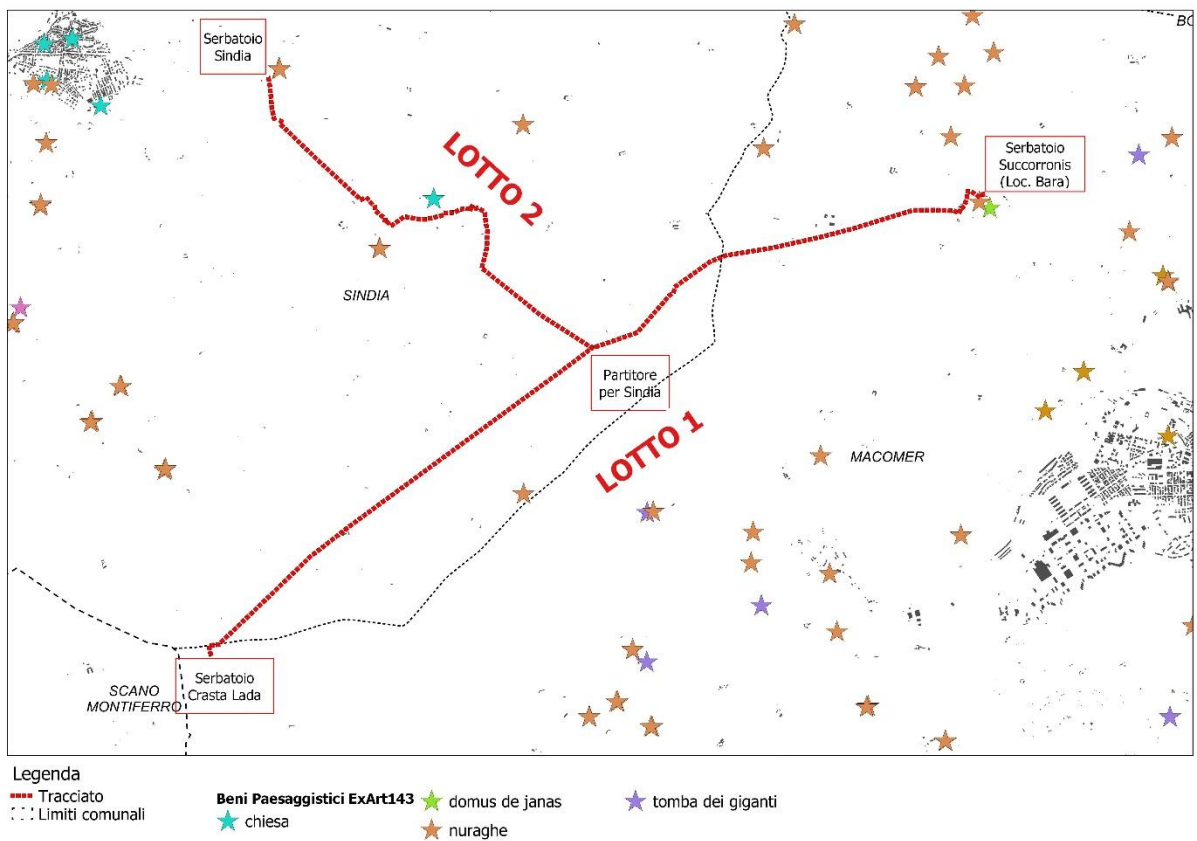 BO
Serbatoio
Sindia
LOTTO 2
Serbatoio
Succorronis
(Loc. Bara)
SINDIA
Partitore
per Sindia
LOTTO 1
MACOMER
Serbatoio
Crasta Lada
SCANO
MONTIFERRO
Legenda
Tracciato
Limiti comunali
Beni Paesaggistici ExArt143
chiesa
domus de janas
nuraghe
tomba dei giganti